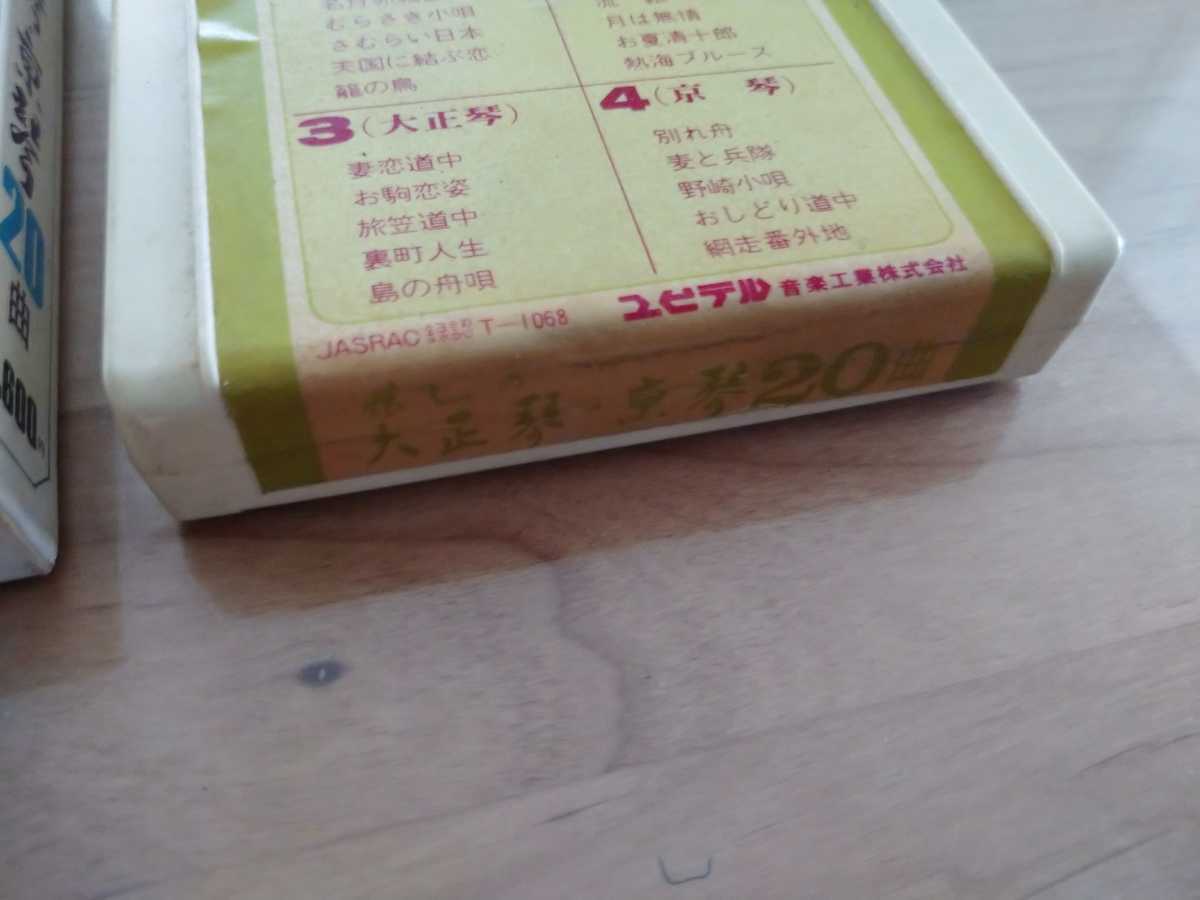 むらさき小唄
さむらい日本
天国に結ぶ恋
籠の鳥
月は無情
お夏清十郎
熱海ブルース
3(大正琴)
妻恋道中
お駒恋姿
旅笠道中
裏町人生
島の舟唄
4(京 琴)
別れ舟
麦と兵隊
野崎小唄
おしどり道中
網走番外地
JASRAC T-1068
ユピテル音楽工業株式会社
大正琴・京琴20曲
20
曲
800